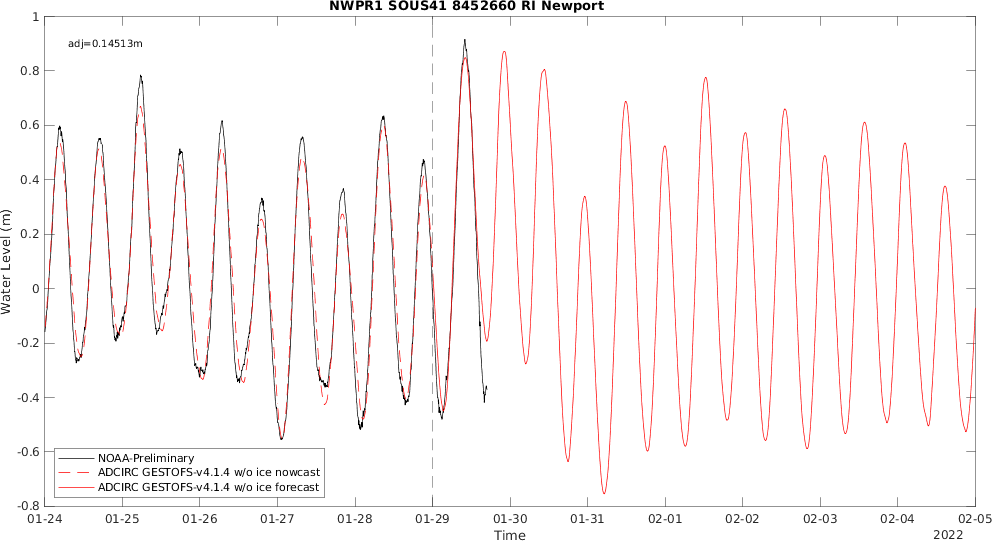 NWPR1 SOUS41 8452660 RI Newport
adj=0.14513m
1
0.8
0.6
0.4
0.2
0
-0.2
-0.4
-0.6
-0.8
Water Level (m)
NOAA-Preliminary
ADCIRC GESTOFS-v4.1.4 w/o ice nowcast
ADCIRC GESTOFS-v4.1.4 w/o ice forecast
01-24 01-25 01-26 01-27 01-28 01-29 01-30 01-31 02-01 02-02 02-03 02-04 02-05
Time
2022